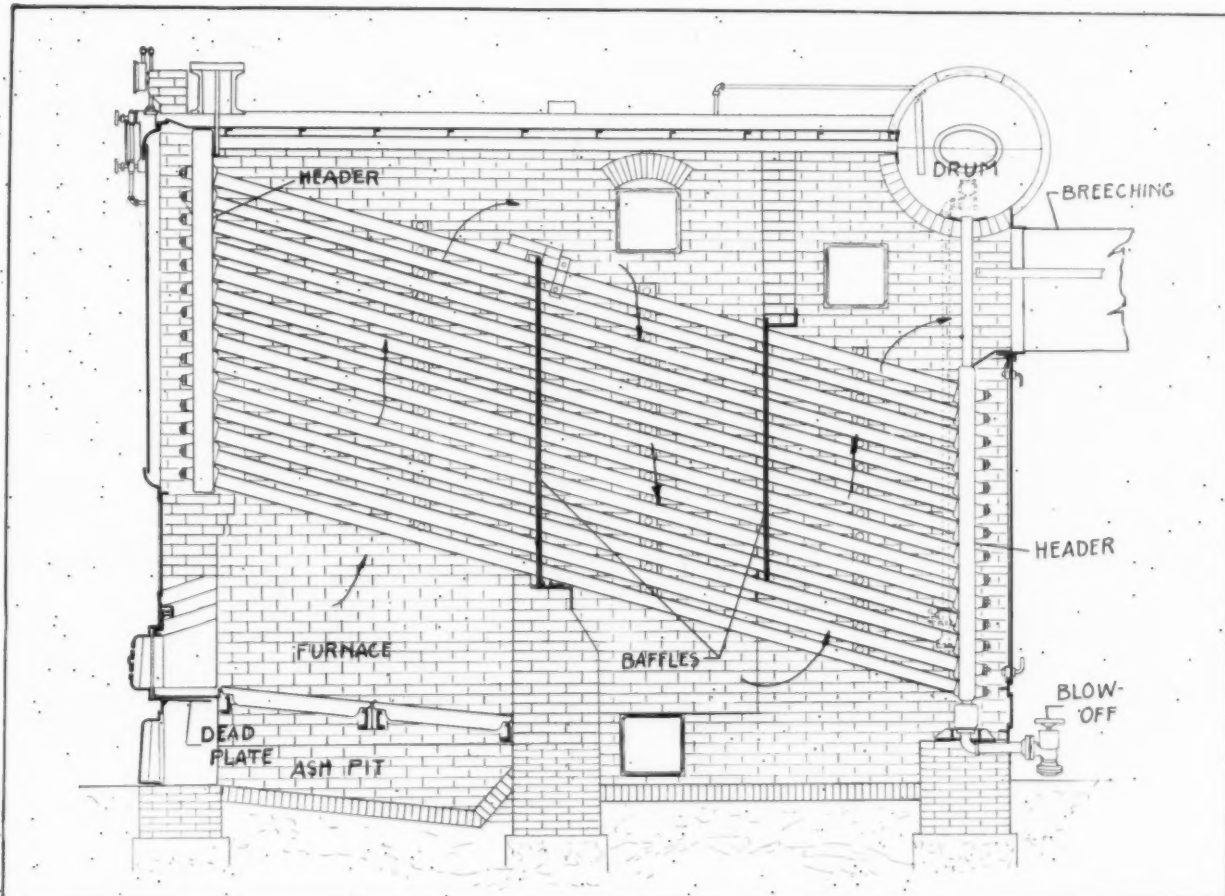 HEADER
DRUM
BREECHING
HEADER
FURNACE
BAFFLES
BLOW-
OFF
DEAD
PLATE
ASH PIT